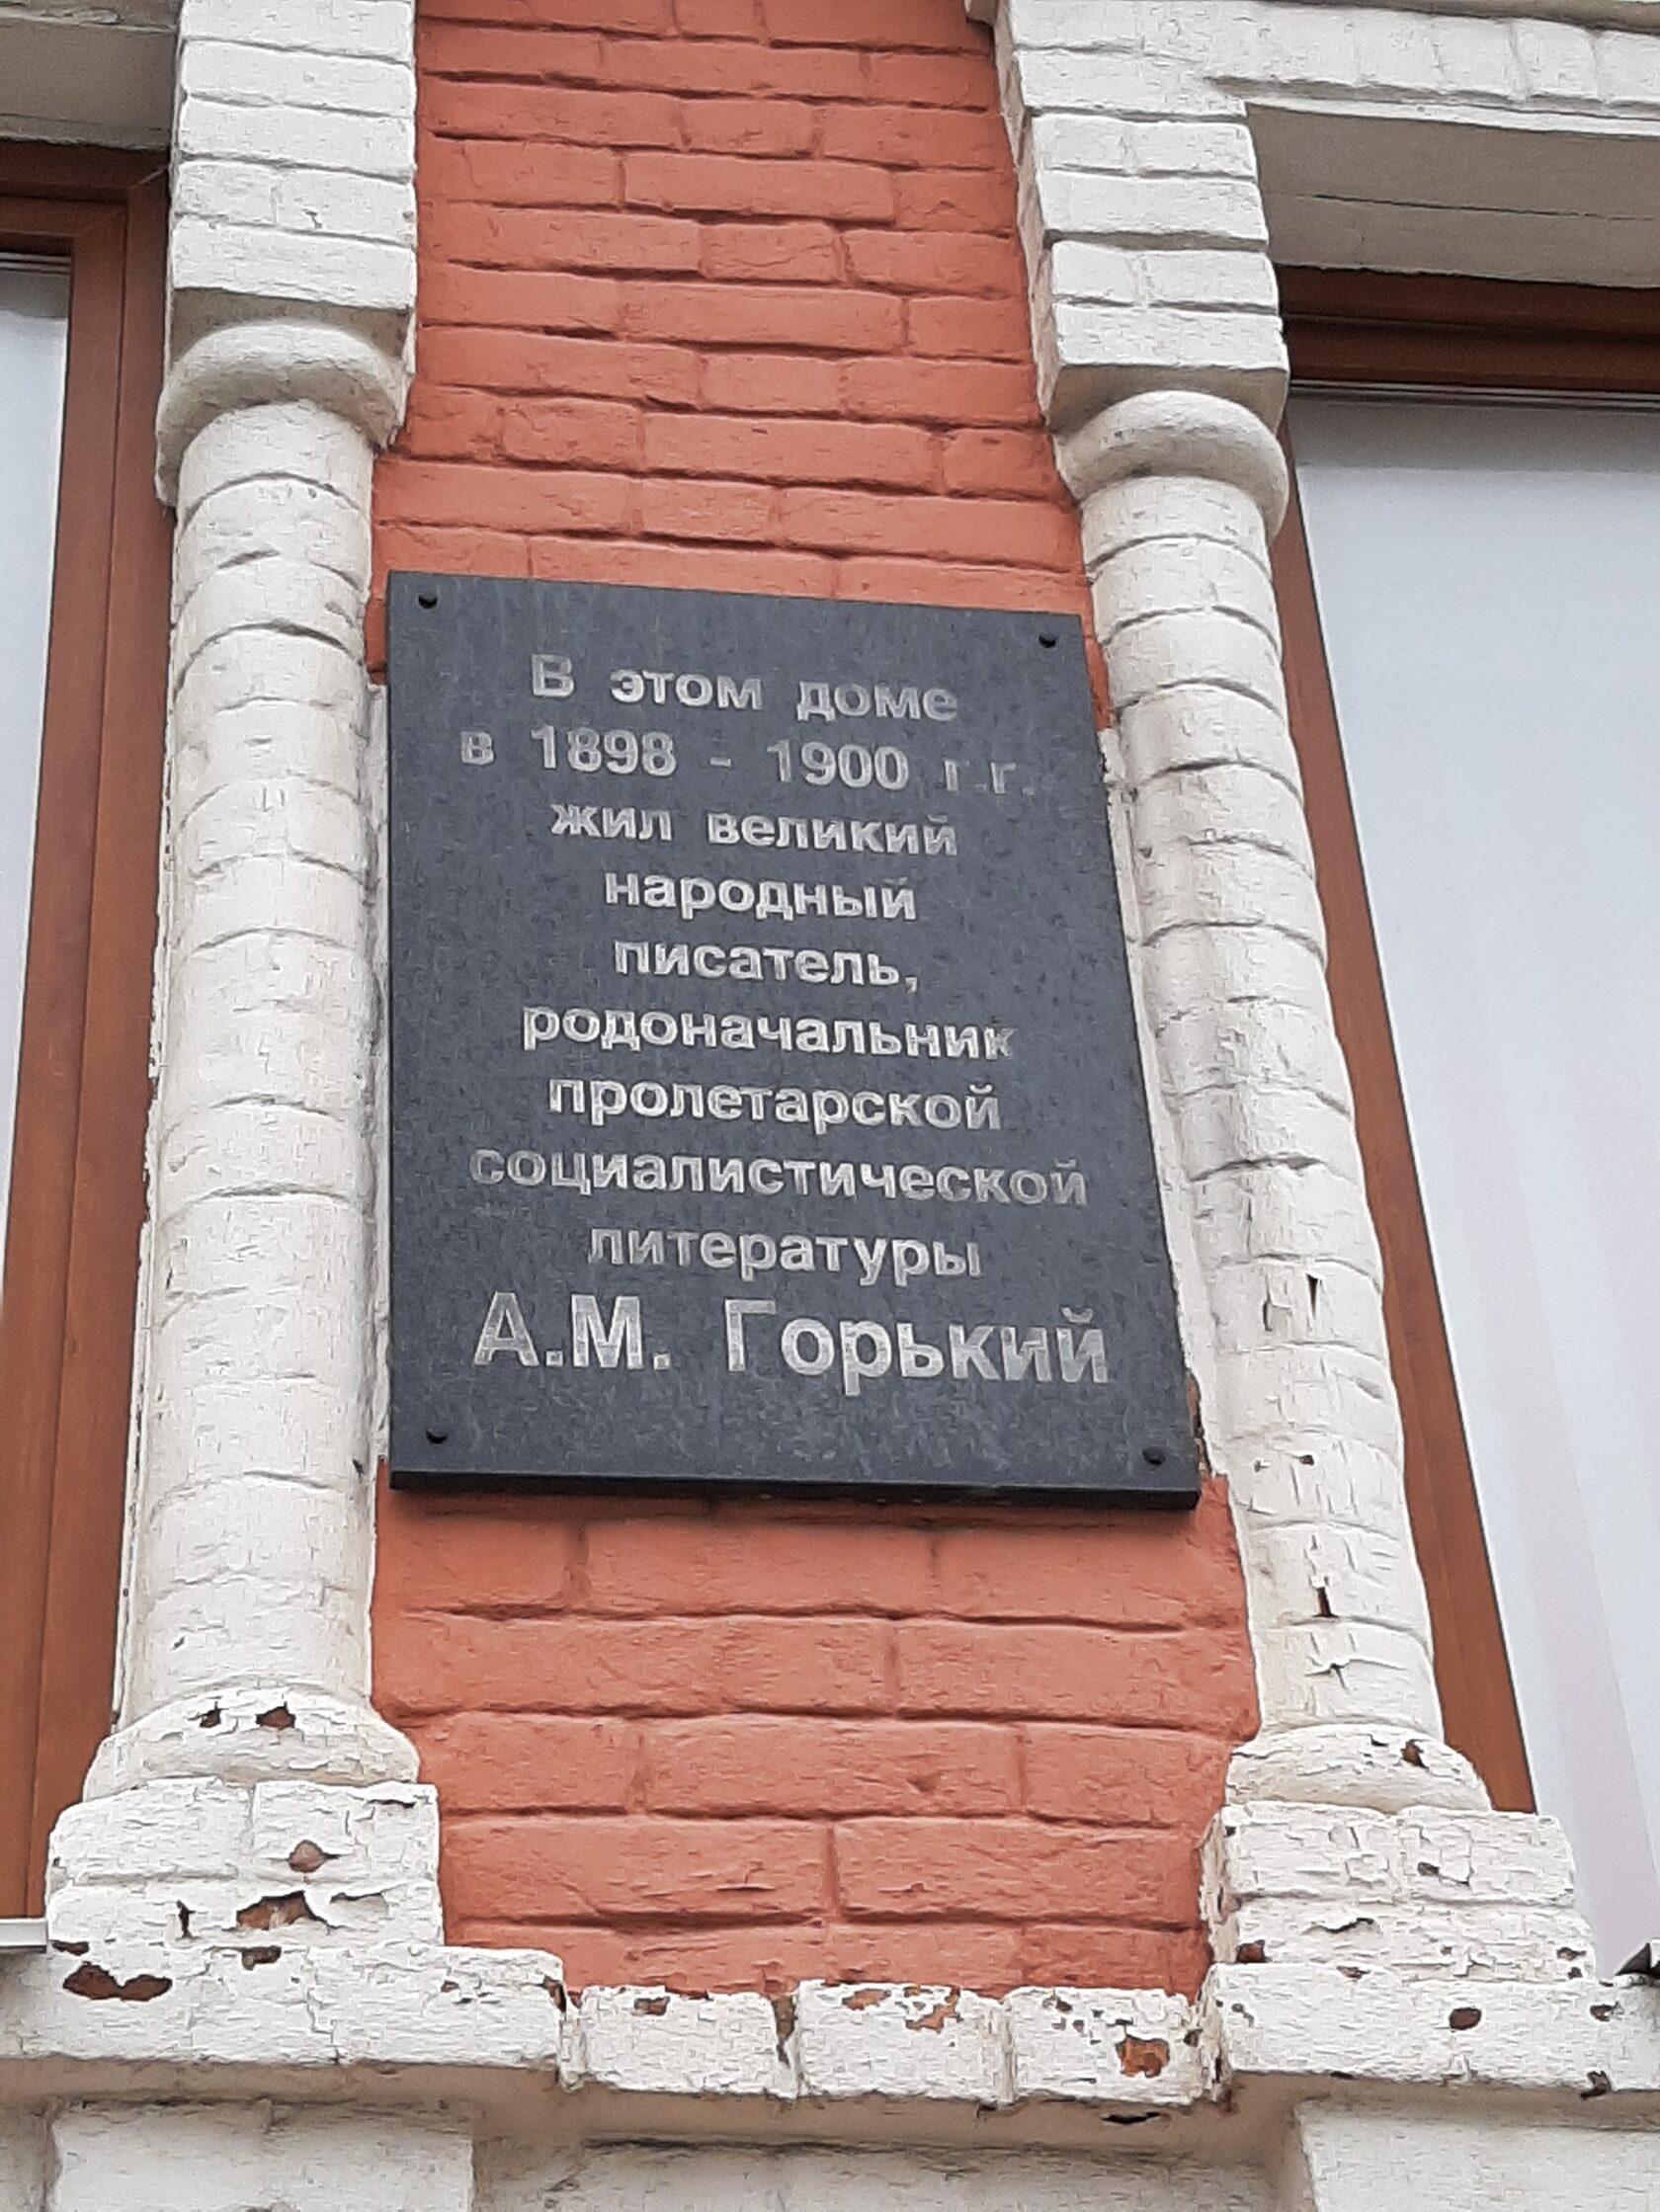 В этом доме
в 1898 - 1900 г.г.
жил великий
народный
писатель,
родоначальник
пролетарской
социалистической
литературы
А.М. Горький